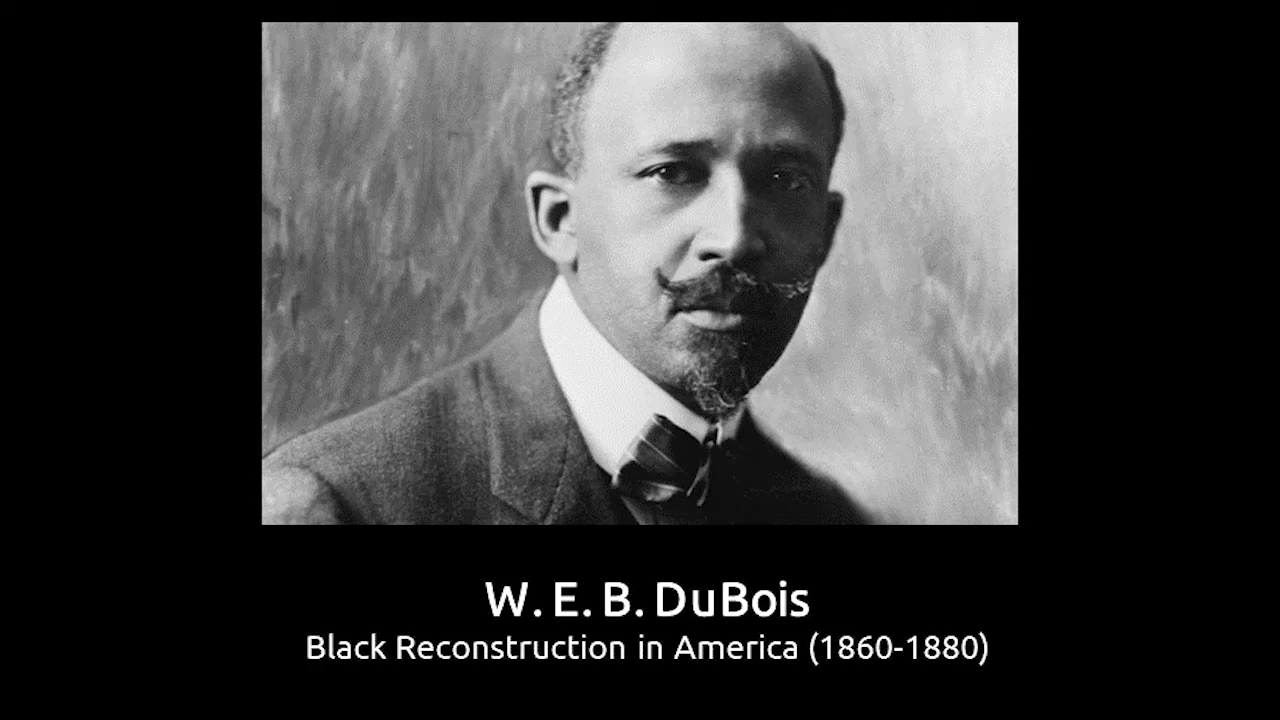 W. E. B. DuBois
Black Reconstruction in America (1860-1880)